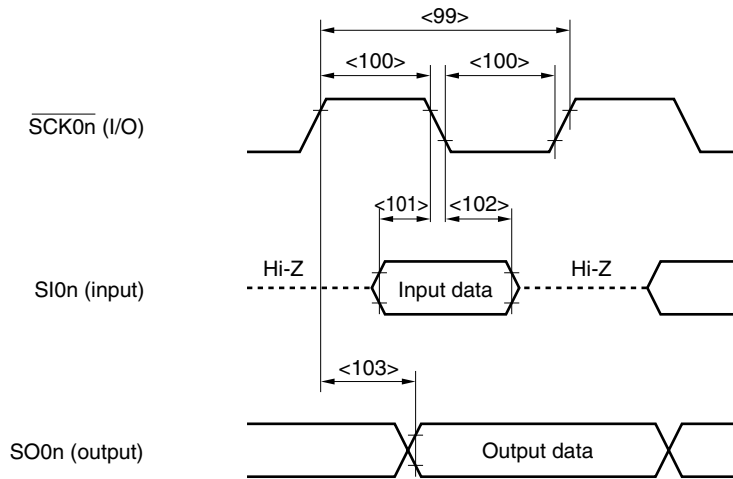 <99>
<100> <100>
SCK0n (I/O)
<101> <102>
Hi-Z Hi-Z
SI0n (input) Input data
<103>
SO0n (output) Output data